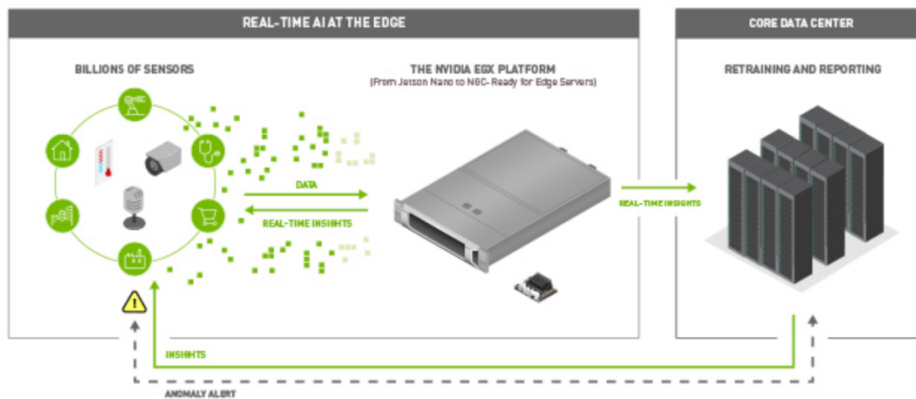 REAL-TIME AI AT THE EDGE
CORE DATA CENTER
BILLIONS OF SENSORS
THE NVIDIA EGX PLATFORM
(From Jetson Nano to NGC-Ready for Edge Servers)
RETRAINING AND REPORTING
DATA
REAL-TIME INSIGHTS
REAL-TIME INSIGHTS
INSIGHTS
ANOMALY ALERT